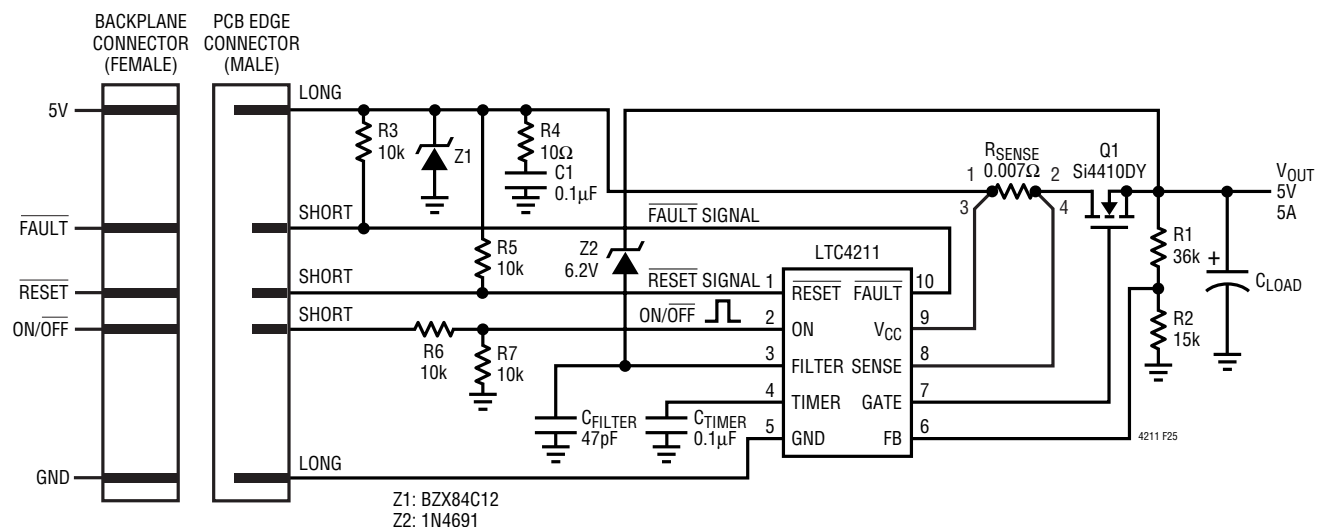 BACKPLANE
CONNECTOR
(FEMALE)
PCB EDGE
CONNECTOR
(MALE)
5V
LONG
R3
10k
Z1
R4
10Ω
C1
0.1µF
RSENSE
0.007Ω
1
2
3
4
Q1
Si4410DY
VOUT
5V
5A
FAULT
SHORT
FAULT SIGNAL
R5
10k
Z2
6.2V
LTC4211
R1
36k
+
CLOAD
RESET
SHORT
RESET SIGNAL
1
RESET
FAULT
10
ON/OFF
SHORT
ON/OFF
2
ON
VCC
9
R6
10k
R7
10k
3
FILTER
SENSE
8
R2
15k
CFILTER
47pF
CTIMER
0.1µF
4
TIMER
GATE
7
5
GND
FB
6
4211 F25
GND
LONG
Z1: BZX84C12
Z2: 1N4691